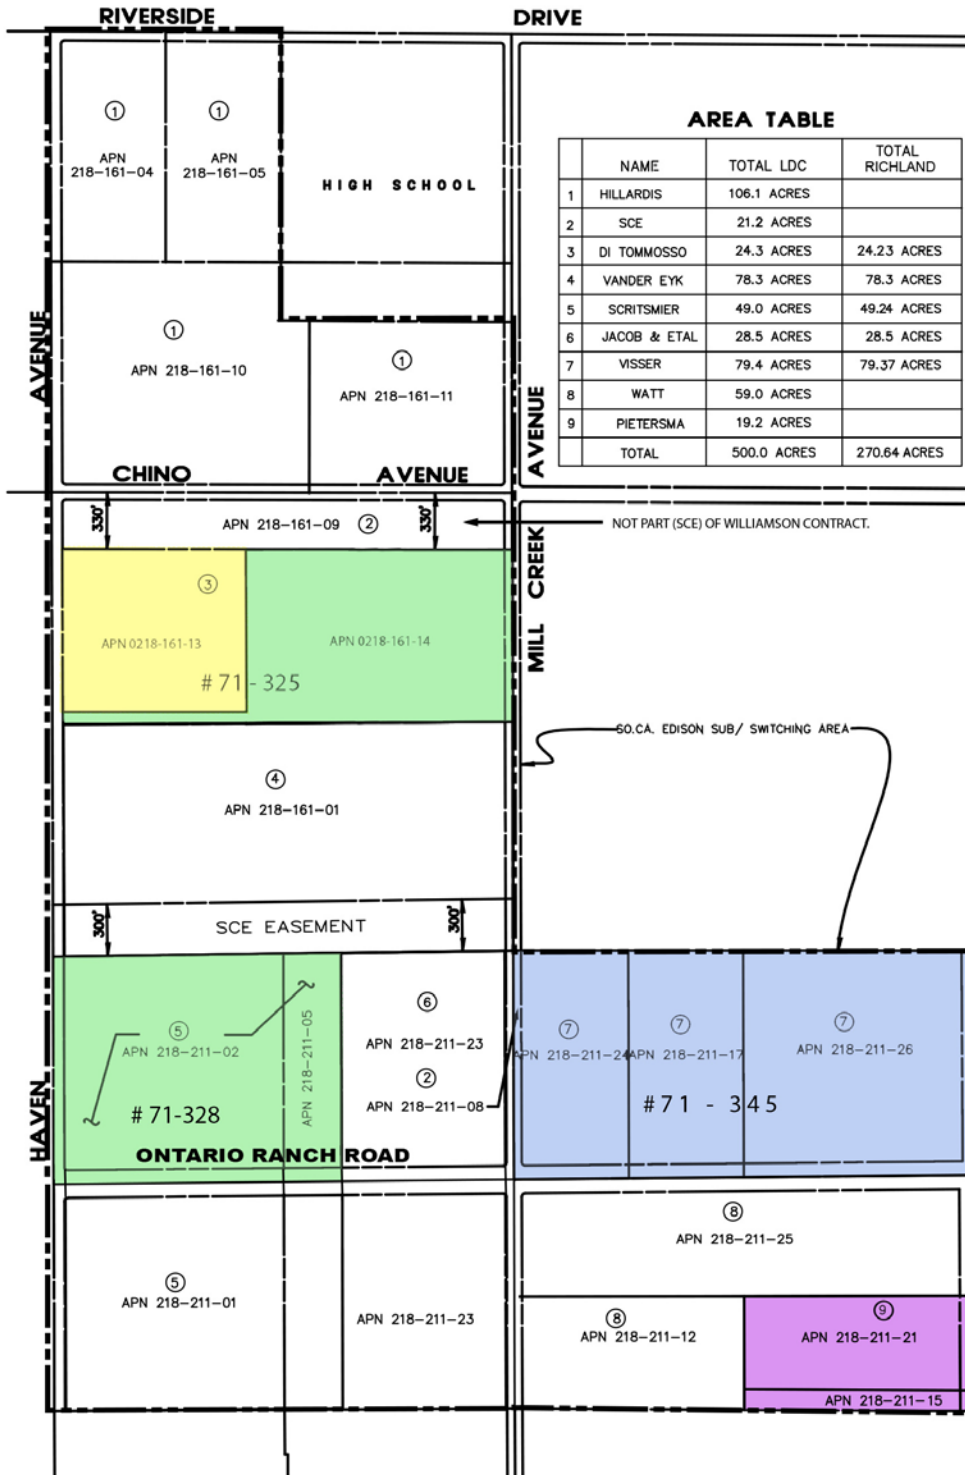 RIVERSIDE DRIVE
1
APN
218-161-04
1
APN
218-161-05
HIGH SCHOOL
AREA TABLE
NAME TOTAL LDC TOTAL RICHLAND
1 HILLARDIS 106.1 ACRES
2 SCE 21.2 ACRES
3 DI TOMMOSSO 24.3 ACRES 24.23 ACRES
4 VANDER EYK 78.3 ACRES 78.3 ACRES
5 SCRITSMIER 49.0 ACRES 49.24 ACRES
6 JACOB & ETAL 28.5 ACRES 28.5 ACRES
7 VISSER 79.4 ACRES 79.37 ACRES
8 WATT 59.0 ACRES
9 PIETERSMA 19.2 ACRES
TOTAL 500.0 ACRES 270.64 ACRES
AVENUE
1
APN 218-161-10
1
APN 218-161-11
AVENUE
CHINO AVENUE
330'
APN 218-161-09 2
330'
NOT PART (SCE) OF WILLIAMSON CONTRACT.
MILL CREEK
3
APN 0218-161-13
APN 0218-161-14
#71-325
SO.CA. EDISON SUB/ SWITCHING AREA
4
APN 218-161-01
300'
SCE EASEMENT
300'
5
APN 218-211-02
APN 218-211-05
6
APN 218-211-23
2
APN 218-211-08
7
APN 218-211-24
7
APN 218-211-17
7
APN 218-211-26
#71-328
#71 - 345
HAVEN
ONTARIO RANCH ROAD
8
APN 218-211-25
5
APN 218-211-01
APN 218-211-23
8
APN 218-211-12
9
APN 218-211-21
APN 218-211-15